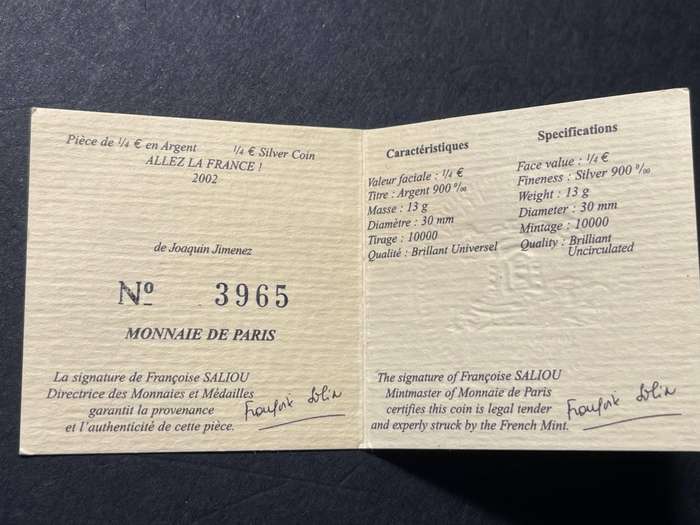 Pièce de 1/4 € en Argent 1/4 € Silver Coin
ALLEZ LA FRANCE !
2002
de Joaquin Jimenez
Nº 3965
MONNAIE DE PARIS
La signature de Françoise SALIOU
Directrice des Monnaies et Médailles
garantit la provenance
et l'authenticité de cette pièce.
Caractéristiques
Valeur faciale : 1/4 €
Titre : Argent 900 º/ºº
Masse : 13 g
Diamètre : 30 mm
Tirage : 10000
Qualité : Brillant Universel
Specifications
Face value : 1/4 €
Fineness : Silver 900 º/ºº
Weight : 13 g
Diameter : 30 mm
Mintage : 10000
Quality : Brilliant
Uncirculated
The signature of Françoise SALIOU
Mintmaster of Monnaie de Paris
certifies this coin is legal tender
and experly struck by the French Mint.